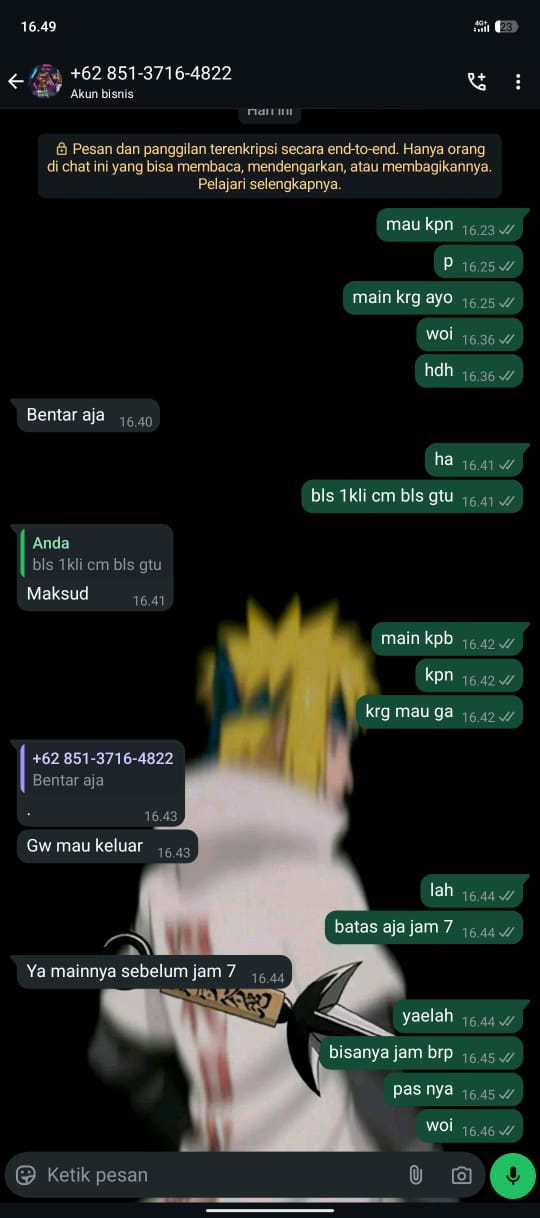 16.49
4G+
23
+62 851-3716-4822
Akun bisnis
Hari ini
Pesan dan panggilan terenkripsi secara end-to-end. Hanya orang
di chat ini yang bisa membaca, mendengarkan, atau membagikannya.
Pelajari selengkapnya.
mau kpn 16.23
p 16.25
main krg ayo 16.25
woi 16.36
hdh 16.36
Bentar aja 16.40
ha 16.41
bls 1kli cm bls gtu 16.41
Anda
bls 1kli cm bls gtu
Maksud 16.41
main kpb 16.42
kpn 16.42
krg mau ga 16.42
+62 851-3716-4822
Bentar aja
. 16.43
Gw mau keluar 16.43
lah 16.44
batas aja jam 7 16.44
Ya mainnya sebelum jam 7 16.44
yaelah 16.44
bisanya jam brp 16.45
pas nya 16.45
woi 16.46
Ketik pesan